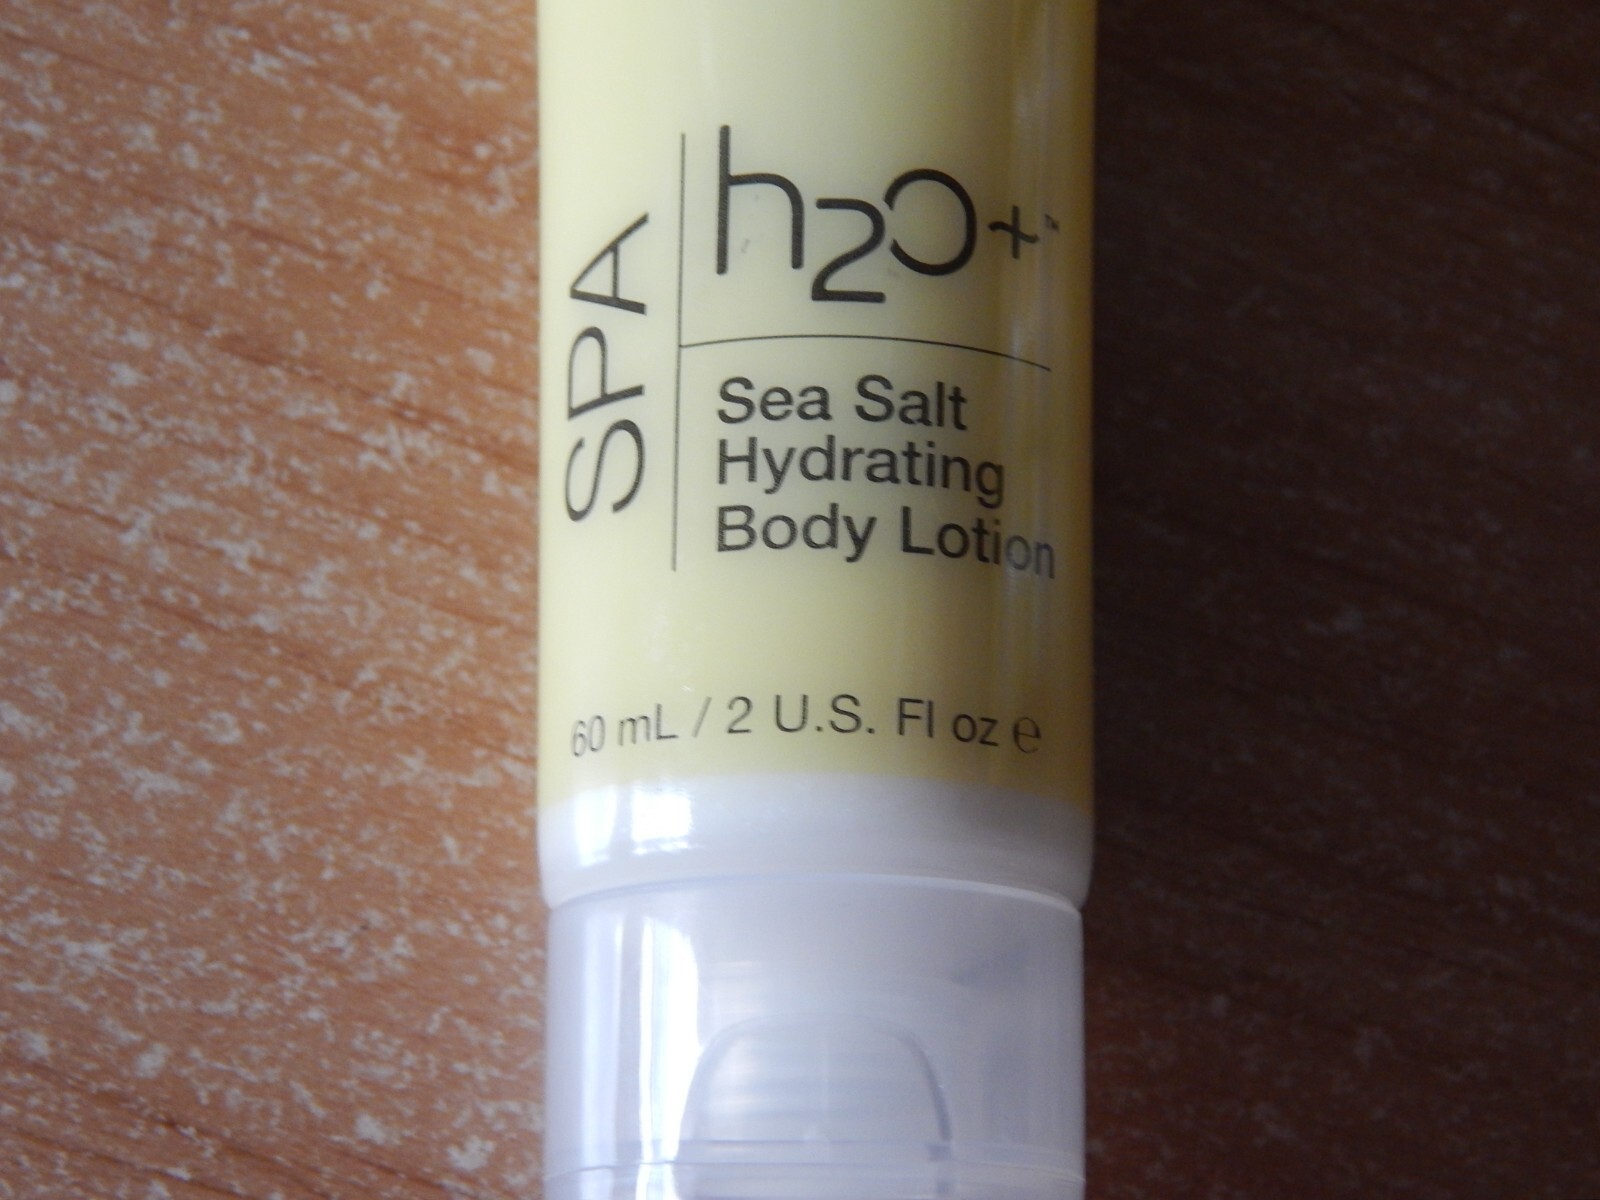 SPA
h2O+™
Sea Salt
Hydrating
Body Lotion
60 mL / 2 U.S. Fl oz ℮